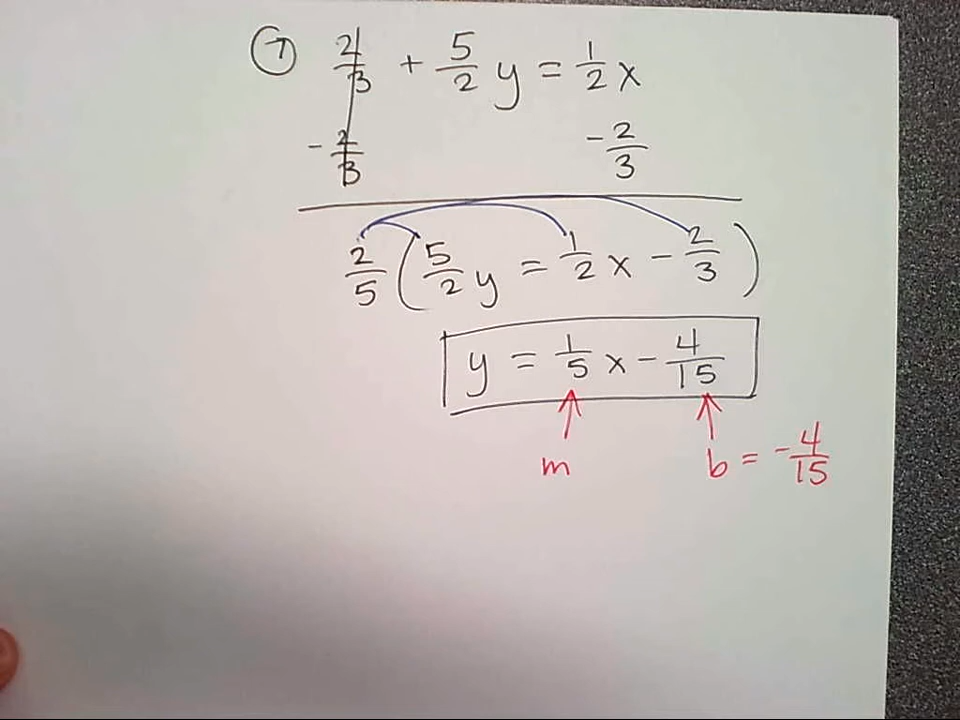 ⑦ 2/3 + 5/2 y = 1/2 x
- 2/3 - 2/3
2/5 ( 5/2 y = 1/2 x - 2/3 )
y = 1/5 x - 4/15
m b = - 4/15